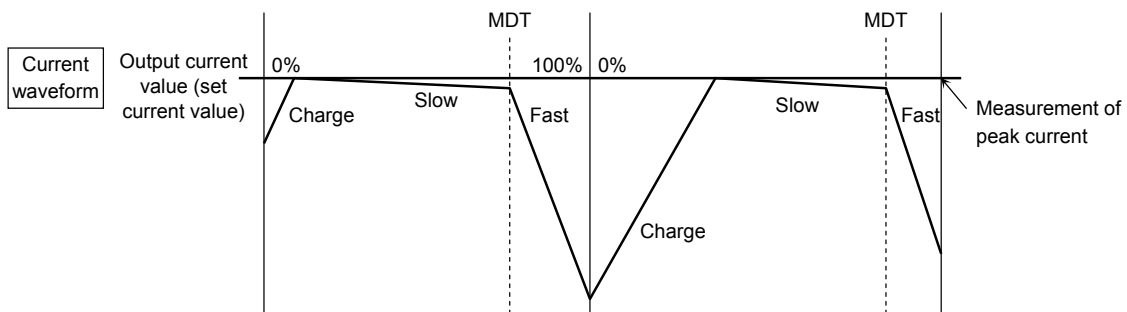 MDT
MDT
Current
waveform
Output current
value (set
current value)
0%
100%
0%
Charge
Slow
Fast
Charge
Slow
Fast
Measurement of
peak current